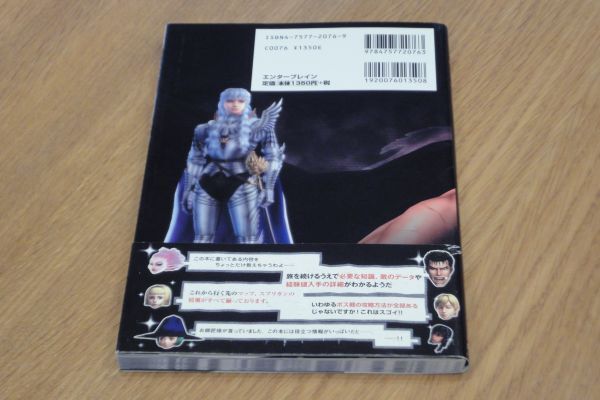 ISBN4-7577-2076-9
C0076 ¥1350E
9784757720763
エンターブレイン
定価:本体1350円+税
1920076013508
この本に書いてある内容を
ちょっとだけ教えちゃうわよ……
旅を続けるうえで必要な知識、敵のデータや
経験値入手の詳細がわかるようだ
これから行く先のマップ、スプリガンの
情報がすべて揃っております。
いわゆるボス級の攻略方法が全部ある
じゃないですか!これはスゴイ!!
お師匠様が言っていました、これ本には役立つ情報がいっぱいだと……
……!!